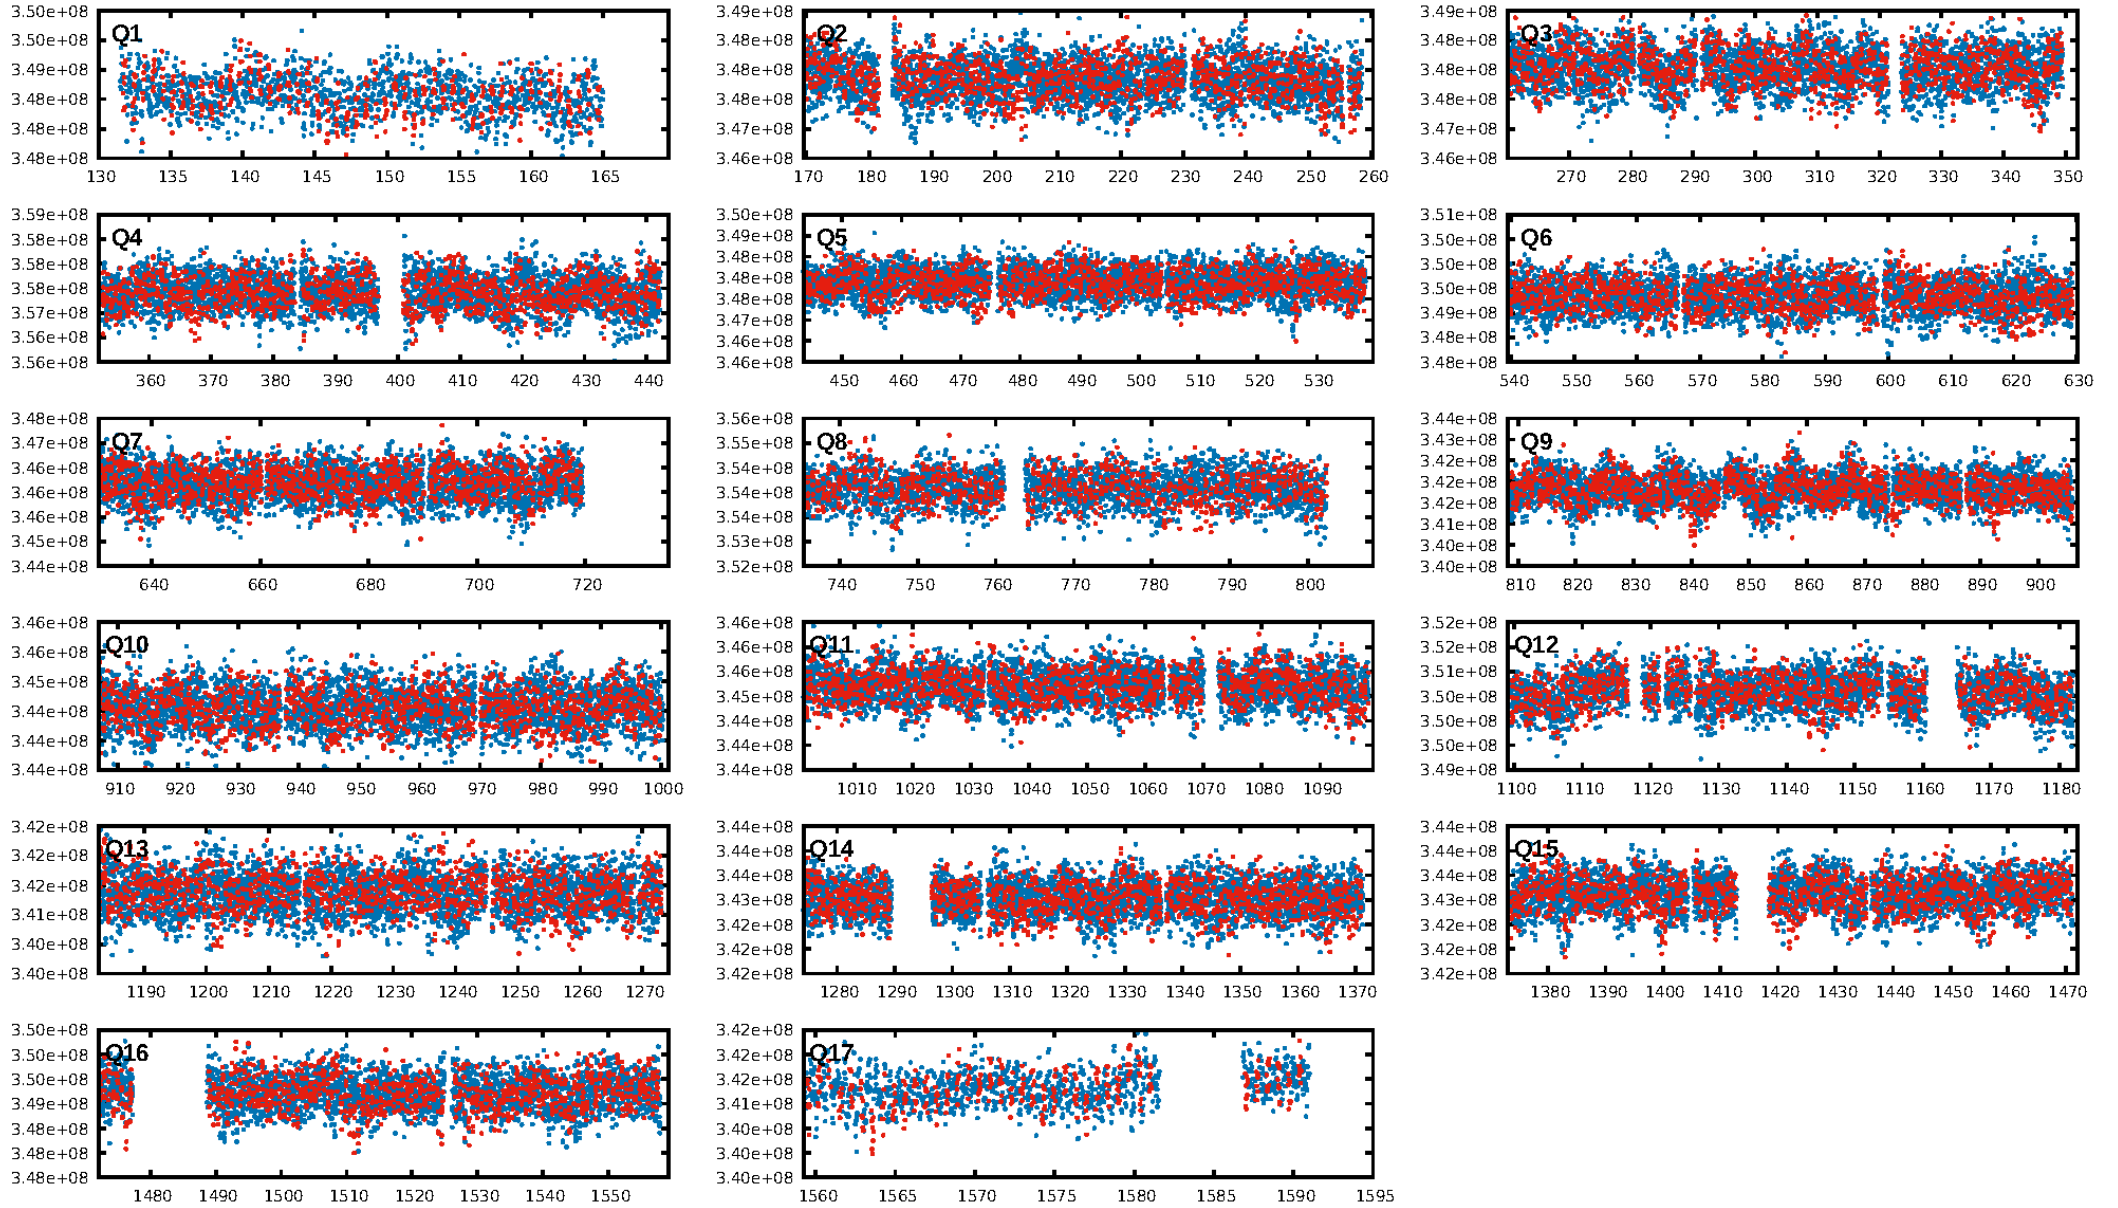 3.50e+08 3.50e+08 3.49e+08 3.48e+08 3.48e+08 3.48e+08
Q1
130 135 140 145 150 155 160 165
3.49e+08 3.48e+08 3.48e+08 3.48e+08 3.47e+08 3.46e+08
Q2
170 180 190 200 210 220 230 240 250 260
3.49e+08 3.48e+08 3.48e+08 3.48e+08 3.47e+08 3.46e+08
Q3
270 280 290 300 310 320 330 340 350
3.59e+08 3.58e+08 3.58e+08 3.58e+08 3.57e+08 3.56e+08 3.56e+08
Q4
360 370 380 390 400 410 420 430 440
3.50e+08 3.49e+08 3.48e+08 3.48e+08 3.48e+08 3.47e+08 3.46e+08 3.46e+08
Q5
450 460 470 480 490 500 510 520 530
3.51e+08 3.50e+08 3.50e+08 3.50e+08 3.49e+08 3.48e+08 3.48e+08
Q6
540 550 560 570 580 590 600 610 620 630
3.48e+08 3.47e+08 3.46e+08 3.46e+08 3.46e+08 3.45e+08 3.44e+08
Q7
640 660 680 700 720
3.56e+08 3.55e+08 3.54e+08 3.54e+08 3.54e+08 3.53e+08 3.52e+08
Q8
740 750 760 770 780 790 800
3.44e+08 3.43e+08 3.42e+08 3.42e+08 3.42e+08 3.41e+08 3.40e+08 3.40e+08
Q9
810 820 830 840 850 860 870 880 890 900
3.46e+08 3.46e+08 3.45e+08 3.44e+08 3.44e+08 3.44e+08
Q10
910 920 930 940 950 960 970 980 990 1000
3.46e+08 3.46e+08 3.46e+08 3.45e+08 3.44e+08 3.44e+08 3.44e+08
Q11
1010 1020 1030 1040 1050 1060 1070 1080 1090
3.52e+08 3.52e+08 3.51e+08 3.50e+08 3.50e+08 3.50e+08 3.49e+08
Q12
1100 1110 1120 1130 1140 1150 1160 1170 1180
3.42e+08 3.42e+08 3.42e+08 3.41e+08 3.40e+08 3.40e+08
Q13
1190 1200 1210 1220 1230 1240 1250 1260 1270
3.44e+08 3.44e+08 3.44e+08 3.43e+08 3.42e+08 3.42e+08 3.42e+08
Q14
1280 1290 1300 1310 1320 1330 1340 1350 1360 1370
3.44e+08 3.44e+08 3.44e+08 3.43e+08 3.42e+08 3.42e+08 3.42e+08
Q15
1380 1390 1400 1410 1420 1430 1440 1450 1460 1470
3.50e+08 3.50e+08 3.50e+08 3.49e+08 3.48e+08 3.48e+08 3.48e+08
Q16
1480 1490 1500 1510 1520 1530 1540 1550
3.42e+08 3.42e+08 3.42e+08 3.41e+08 3.40e+08 3.40e+08 3.40e+08
Q17
1560 1565 1570 1575 1580 1585 1590 1595